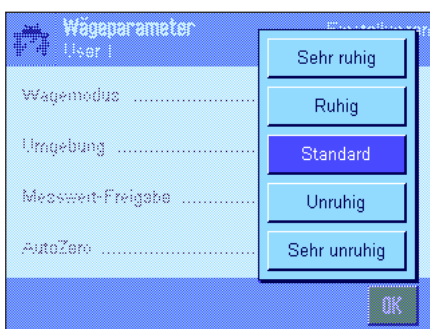 Wägeparameter
User 1
Wägemodus
Umgebung
Messwert-Freigabe
AutoZero
Sehr ruhig
Ruhig
Standard
Unruhig
Sehr unruhig
OK